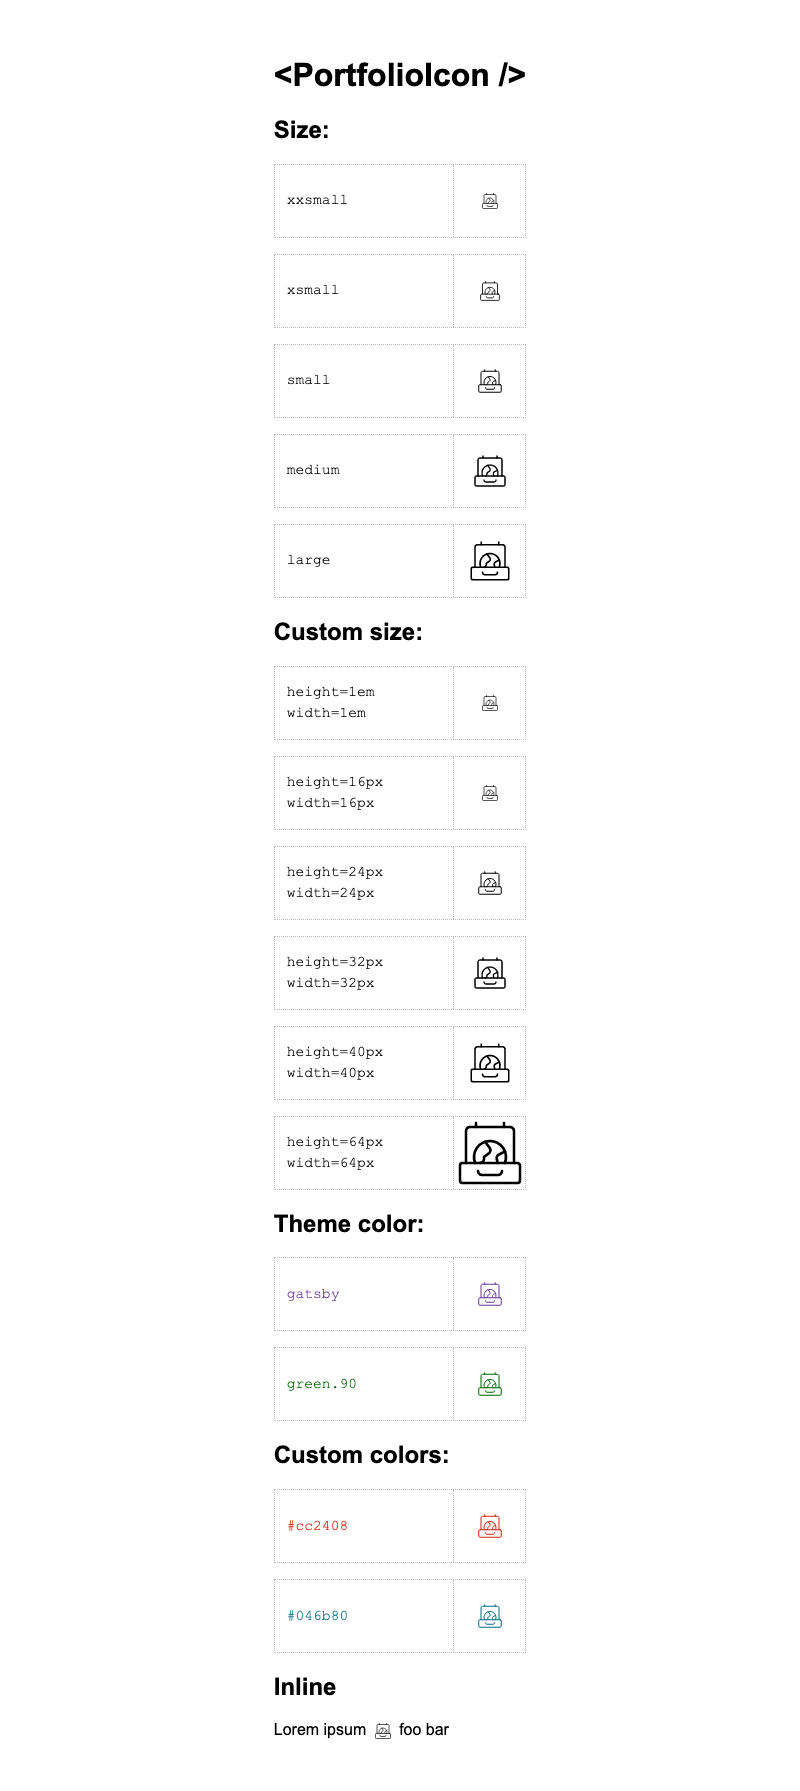 <PortfolioIcon />
Size:
xxsmall
xsmall
small
medium
large
Custom size:
height=1em
width=1em
height=16px
width=16px
height=24px
width=24px
height=32px
width=32px
height=40px
width=40px
height=64px
width=64px
Theme color:
gatsby
green.90
Custom colors:
#cc2408
#046b80
Inline
Lorem ipsum foo bar